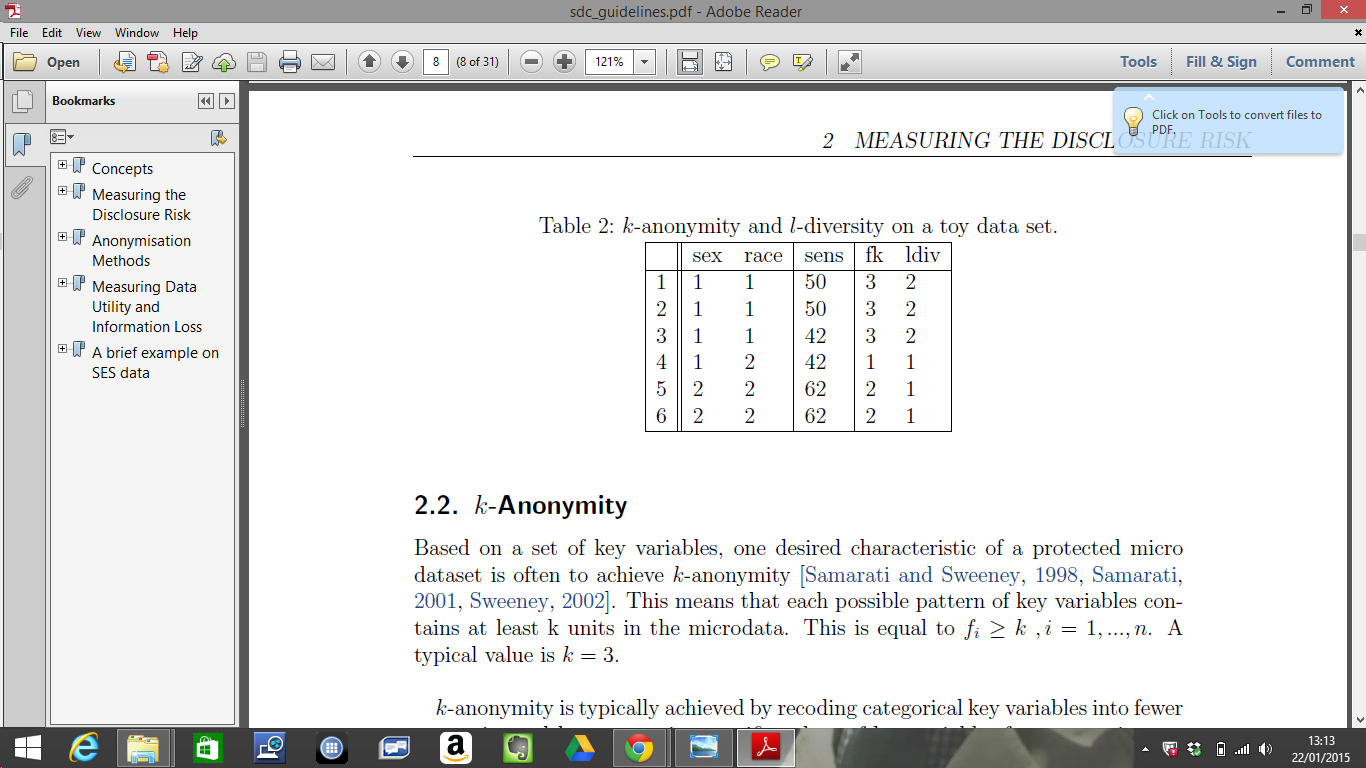 sdc_guidelines.pdf - Adobe Reader
File Edit View Window Help
Open 8 (8 of 31) 121% Tools Fill & Sign Comment
Bookmarks
Concepts
Measuring the
Disclosure Risk
Anonymisation
Methods
Measuring Data
Utility and
Information Loss
A brief example on
SES data
Click on Tools to convert files to
PDF.
2 MEASURING THE DISCLOSURE RISK
Table 2: k-anonymity and l-diversity on a toy data set.
sex race sens fk ldiv
1 1 1 50 3 2
2 1 1 50 3 2
3 1 1 42 3 2
4 1 2 42 1 1
5 2 2 62 2 1
6 2 2 62 2 1
2.2. k-Anonymity
Based on a set of key variables, one desired characteristic of a protected micro
dataset is often to achieve k-anonymity [Samarati and Sweeney, 1998, Samarati,
2001, Sweeney, 2002]. This means that each possible pattern of key variables con-
tains at least k units in the microdata. This is equal to fi ≥ k , i = 1, ..., n. A
typical value is k = 3.
k-anonymity is typically achieved by recoding categorical key variables into fewer
13:13
22/01/2015